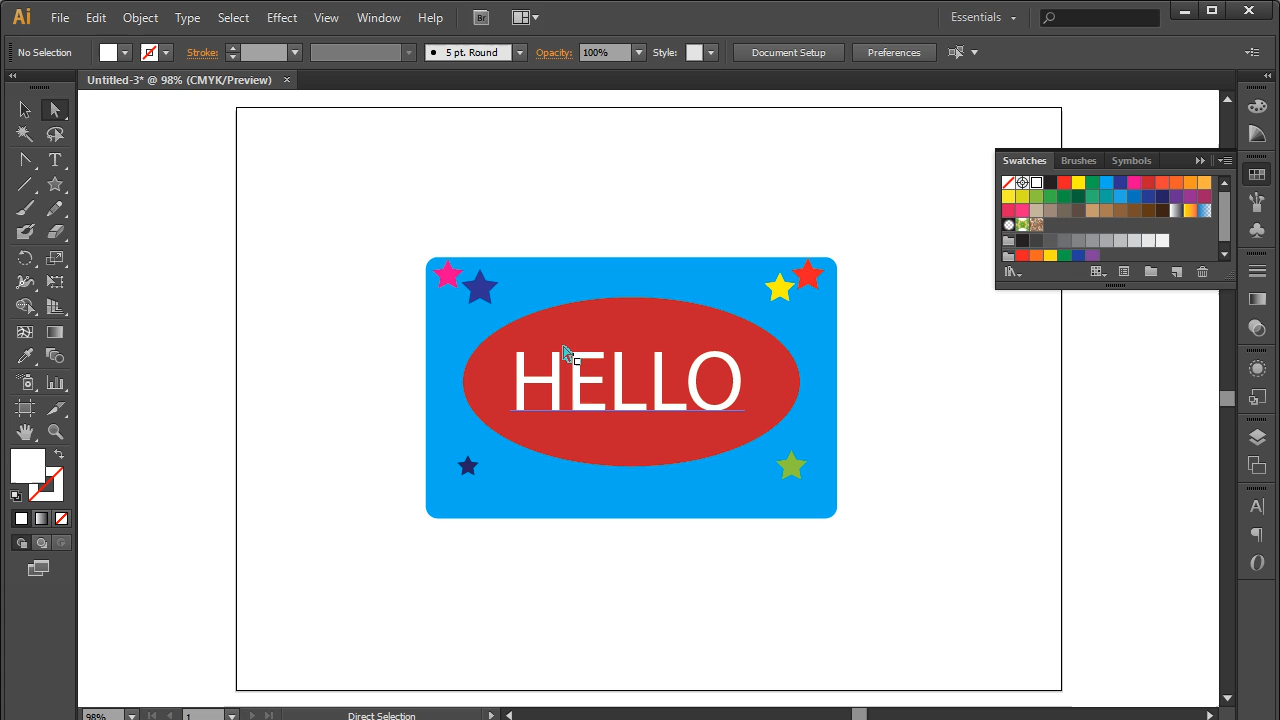 Ai File Edit Object Type Select Effect View Window Help Br Essentials
No Selection Stroke: 5 pt. Round Opacity: 100% Style: Document Setup Preferences
Untitled-3* @ 98% (CMYK/Preview) ×
Swatches Brushes Symbols
HELLO
98% 1 Direct Selection